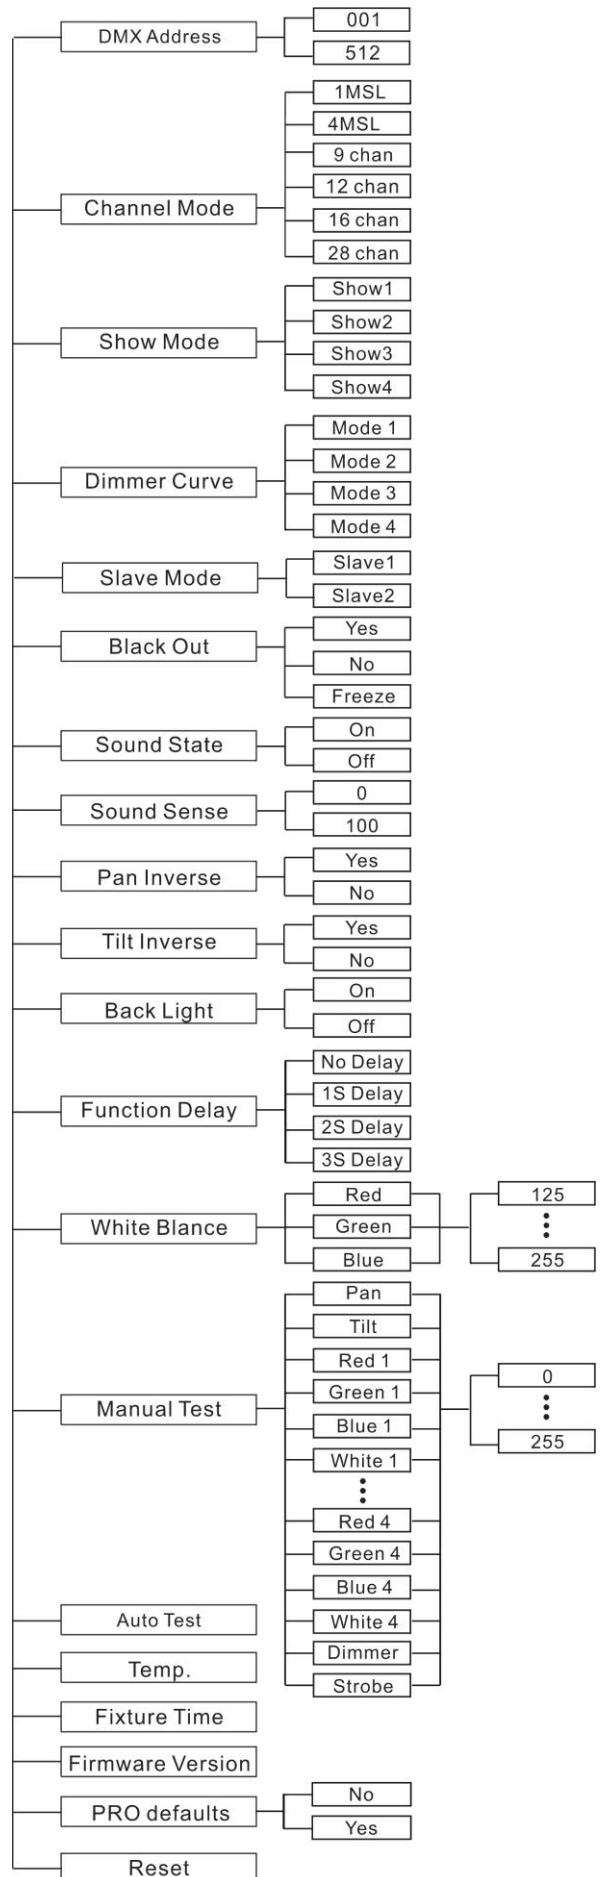 DMX Address
001
512
Channel Mode
1MSL
4MSL
9 chan
12 chan
16 chan
28 chan
Show Mode
Show1
Show2
Show3
Show4
Dimmer Curve
Mode 1
Mode 2
Mode 3
Mode 4
Slave Mode
Slave1
Slave2
Black Out
Yes
No
Freeze
Sound State
On
Off
Sound Sense
0
100
Pan Inverse
Yes
No
Tilt Inverse
Yes
No
Back Light
On
Off
Function Delay
No Delay
1S Delay
2S Delay
3S Delay
White Blance
Red
Green
Blue
125
255
Manual Test
Pan
Tilt
Red 1
Green 1
Blue 1
White 1
Red 4
Green 4
Blue 4
White 4
Dimmer
Strobe
0
255
Auto Test
Temp.
Fixture Time
Firmware Version
PRO defaults
No
Yes
Reset